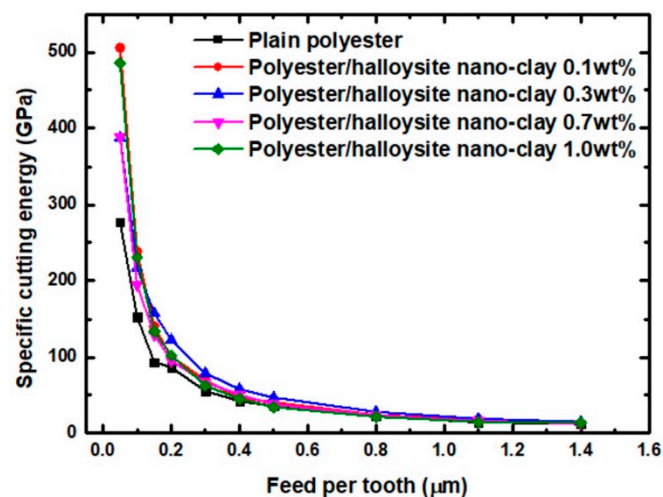 Plain polyester
Polyester/halloysite nano-clay 0.1wt%
Polyester/halloysite nano-clay 0.3wt%
Polyester/halloysite nano-clay 0.7wt%
Polyester/halloysite nano-clay 1.0wt%
Specific cutting energy (GPa)
500
400
300
200
100
0
0.0 0.2 0.4 0.6 0.8 1.0 1.2 1.4 1.6
Feed per tooth (μm)